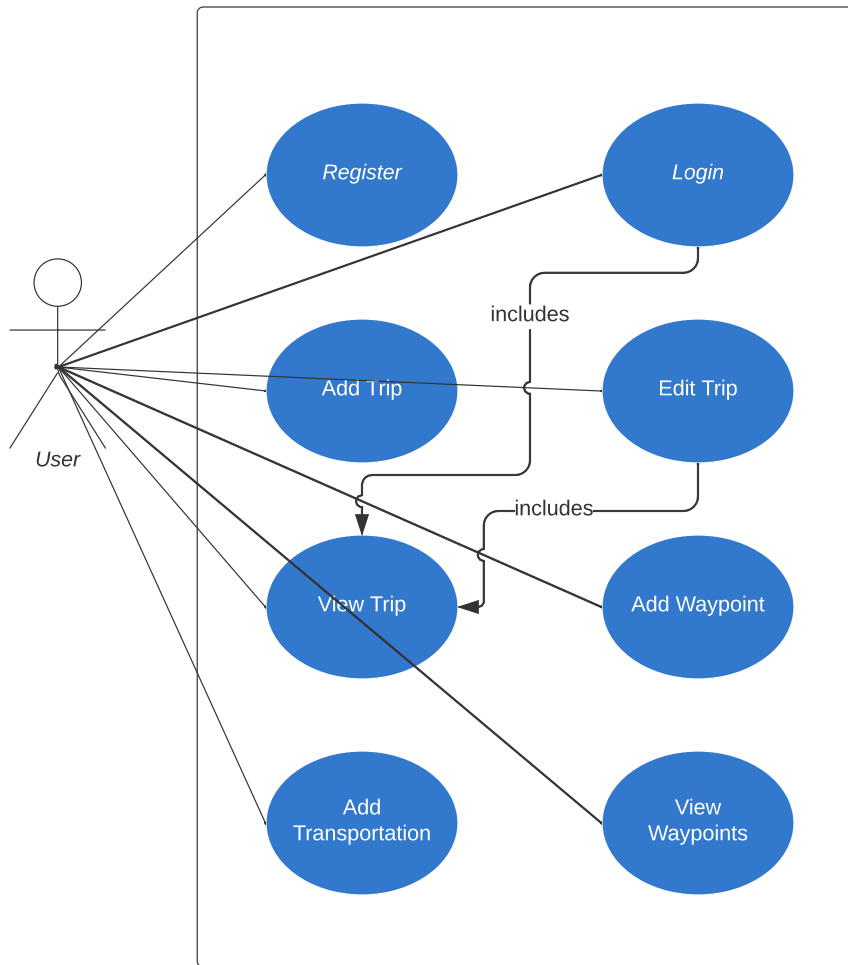 Register
Login
includes
Add Trip
Edit Trip
User
includes
View Trip
Add Waypoint
Add
Transportation
View
Waypoints